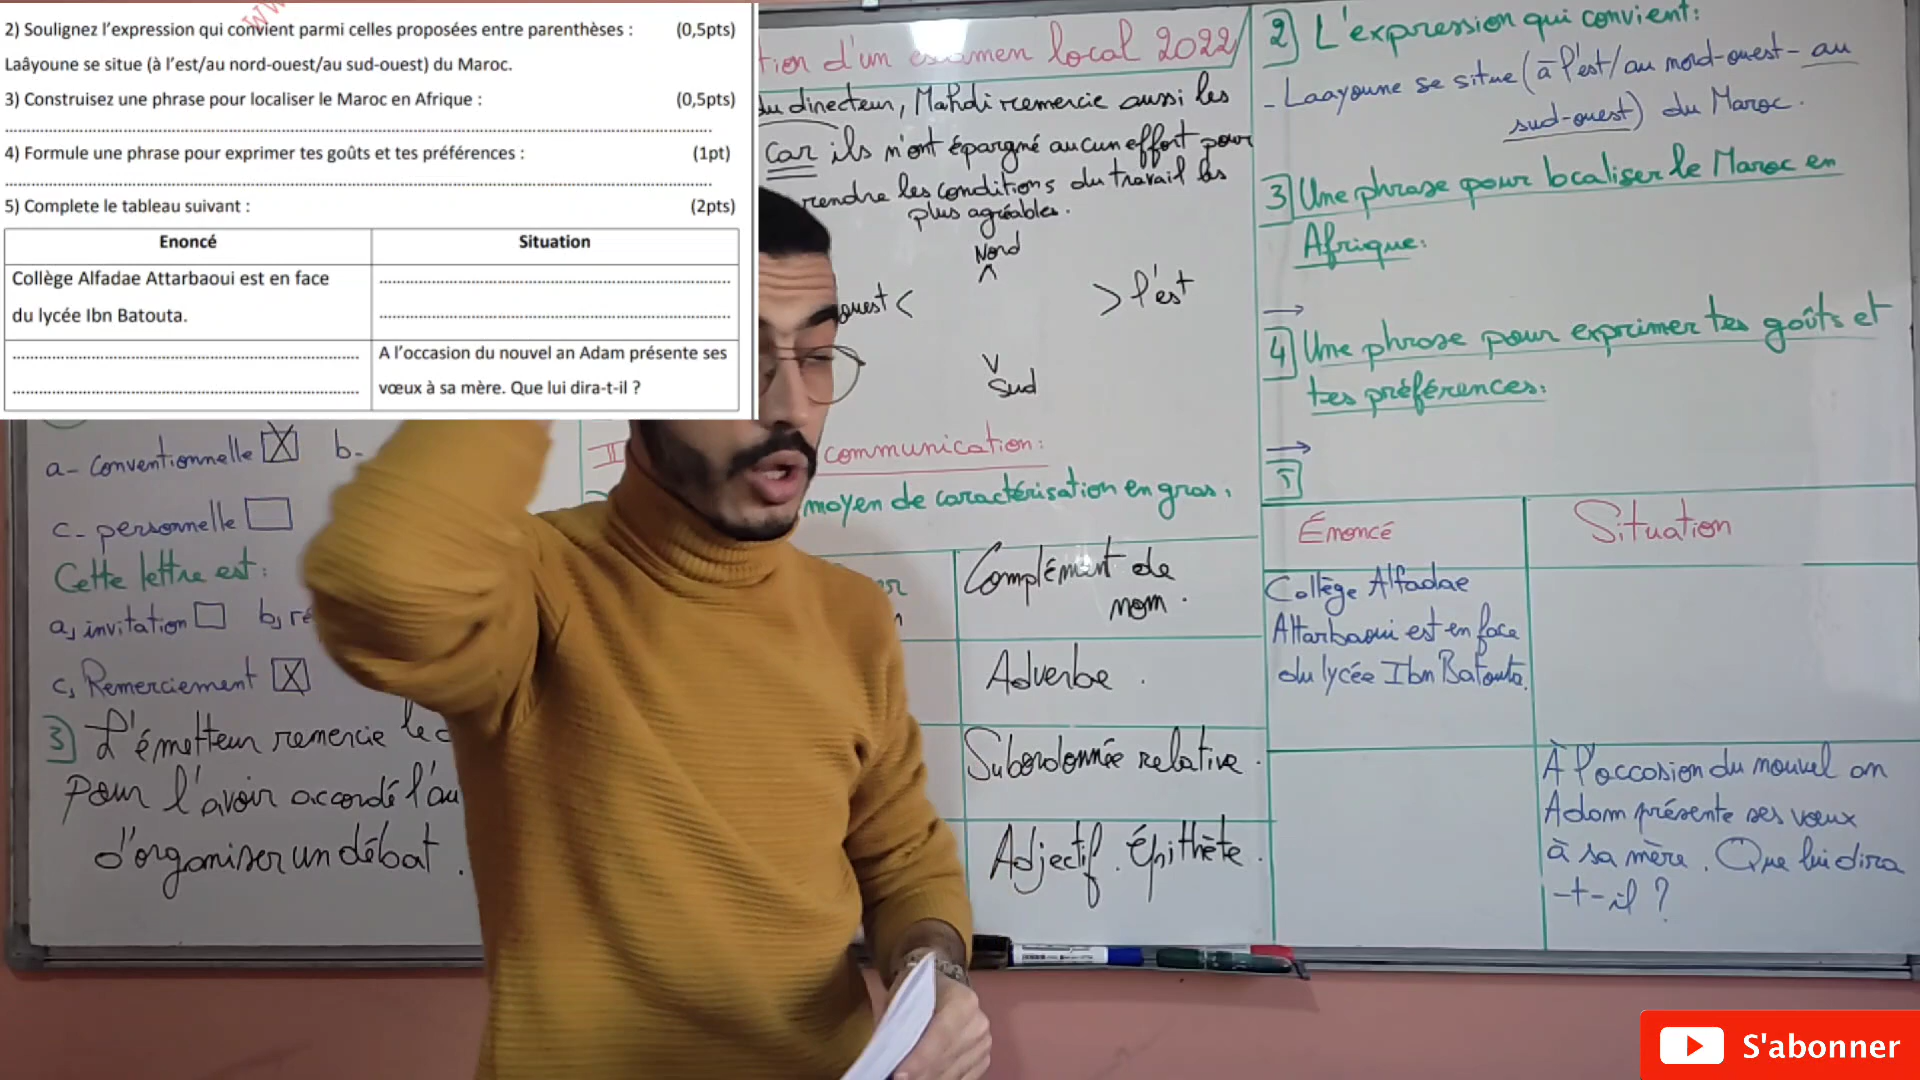 2) Soulignez l'expression qui convient parmi celles proposées entre parenthèses : (0,5pts)
Laâyoune se situe (à l'est/au nord-ouest/au sud-ouest) du Maroc.
3) Construisez une phrase pour localiser le Maroc en Afrique : (0,5pts)
4) Formule une phrase pour exprimer tes goûts et tes préférences : (1pt)
5) Complete le tableau suivant : (2pts)
Enoncé Situation
Collège Alfadae Attarbaoui est en face
du lycée Ibn Batouta.
A l'occasion du nouvel an Adam présente ses
vœux à sa mère. Que lui dira-t-il ?
a- Conventionnelle b-
c- personnelle
Cette lettre est:
a, invitation b,
c, Remerciement
3 L'émetteur remercie le
pour l'avoir accordé
d'organiser un débat.
d'un examen local 2022
du directeur, Mahdi remercie aussi les
car ils n'ont épargné aucun effort pour
rendre les conditions du travail les
plus agréables.
Nord
ouest < > l'est
Sud
II communication:
moyen de caractérisation en gras.
Complément de
nom.
Adverbe.
Subordonnée relative.
Adjectif. Épithète.
2 L'expression qui convient:
- Laayoune se situe (à l'est/au nord-ouest- au
sud-ouest) du Maroc.
3 Une phrase pour localiser le Maroc en
Afrique:
4 Une phrase pour exprimer tes goûts et
tes préférences:
5
Énoncé Situation
Collège Alfadae
Attarbaoui est en face
du lycée Ibn Batouta.
À l'occasion du nouvel an
Adam présente ses vœux
à sa mère. Que lui dira
-t-il ?
S'abonner